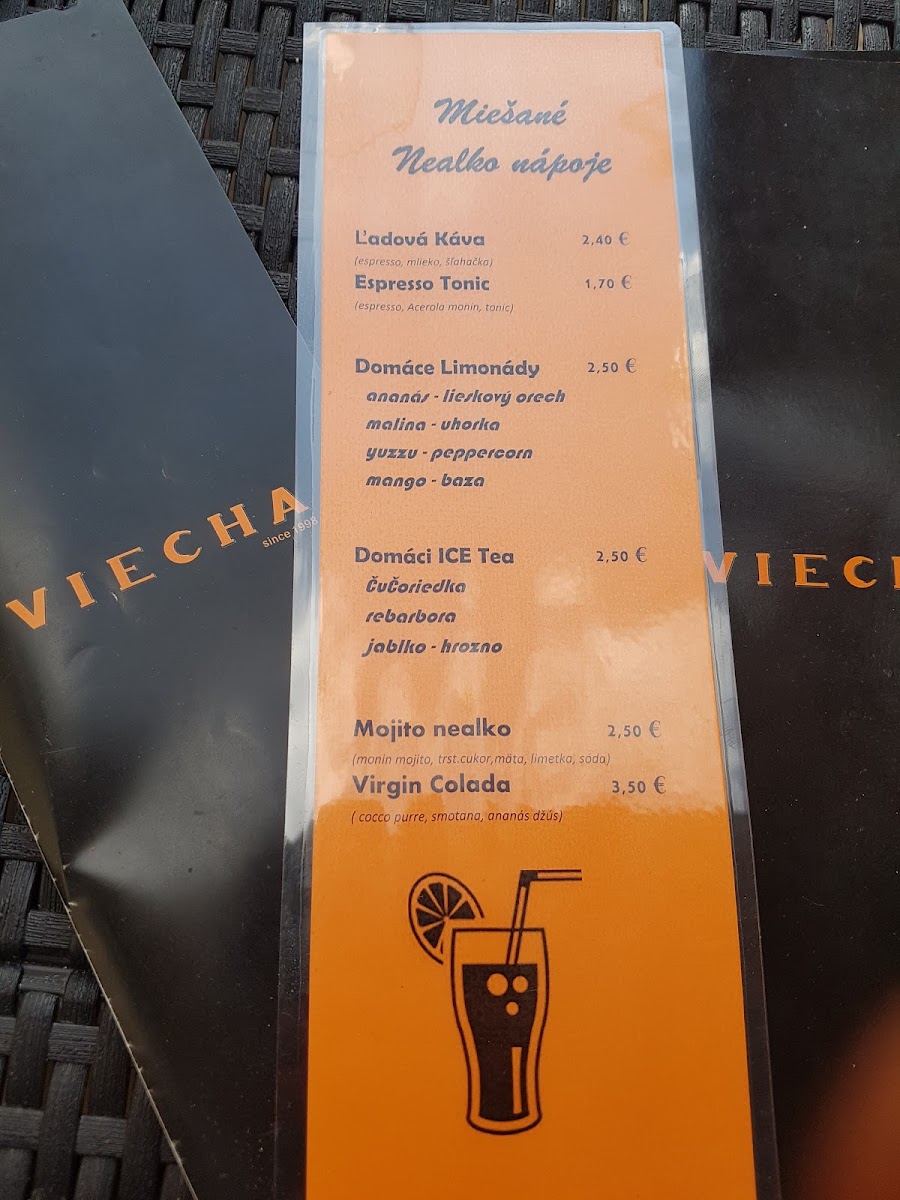 Miešané
Nealko nápoje
Ľadová Káva 2,40 €
(espresso, mlieko, šľahačka)
Espresso Tonic 1,70 €
(espresso, Acerola monin, tonic)
Domáce Limonády 2,50 €
ananás - lieskový orech
malina - uhorka
yuzzu - peppercorn
mango - baza
Domáci ICE Tea 2,50 €
ČuČoriedka
rebarbora
jablko - hrozno
Mojito nealko 2,50 €
(monin mojito, trst.cukor,mäta, limetka, sóda)
Virgin Colada 3,50 €
( cocco purre, smotana, ananás džús)
VIECHA
since 1998
VIECH